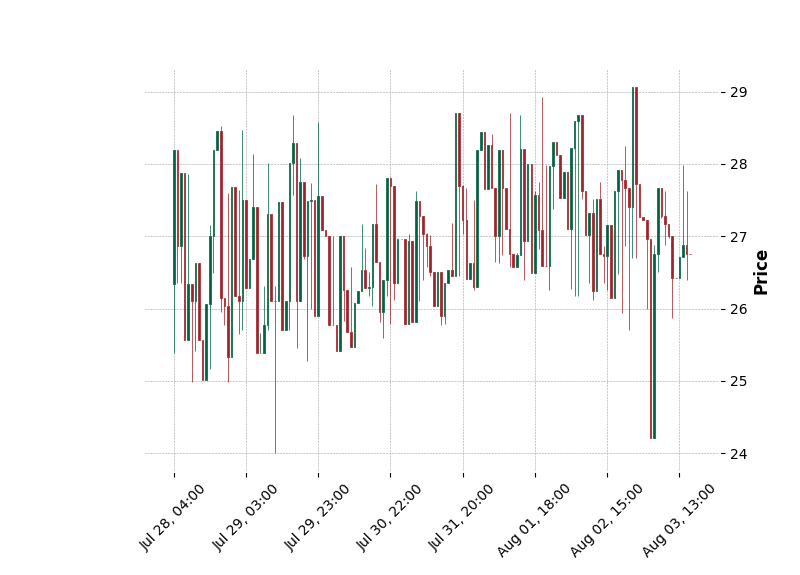 29
28
27
26
25
24
Price
Jul 28, 04:00
Jul 29, 03:00
Jul 29, 23:00
Jul 30, 22:00
Jul 31, 20:00
Aug 01, 18:00
Aug 02, 15:00
Aug 03, 13:00